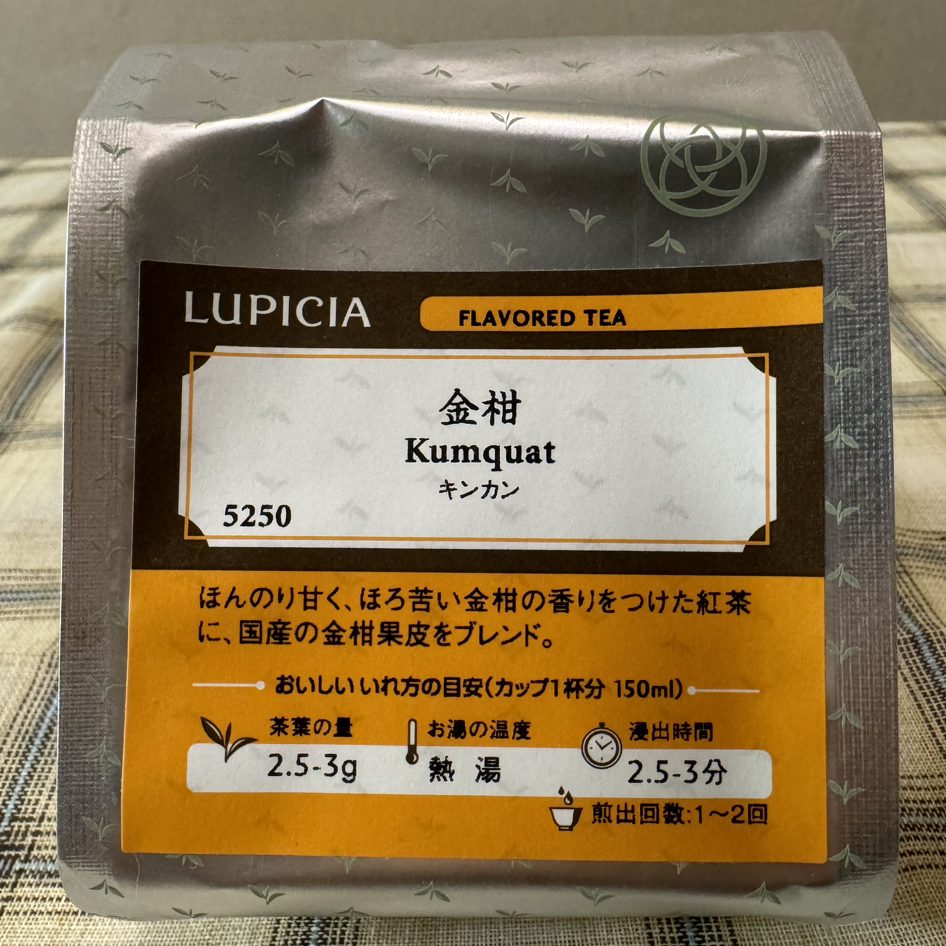 LUPICIA
FLAVORED TEA
金柑
Kumquat
キンカン
5250
ほんのり甘く、ほろ苦い金柑の香りをつけた紅茶
に、国産の金柑果皮をブレンド。
おいしいいれ方の目安(カップ1杯分 150ml)
茶葉の量 お湯の温度 浸出時間
2.5-3g 熱湯 2.5-3分
煎出回数:1〜2回